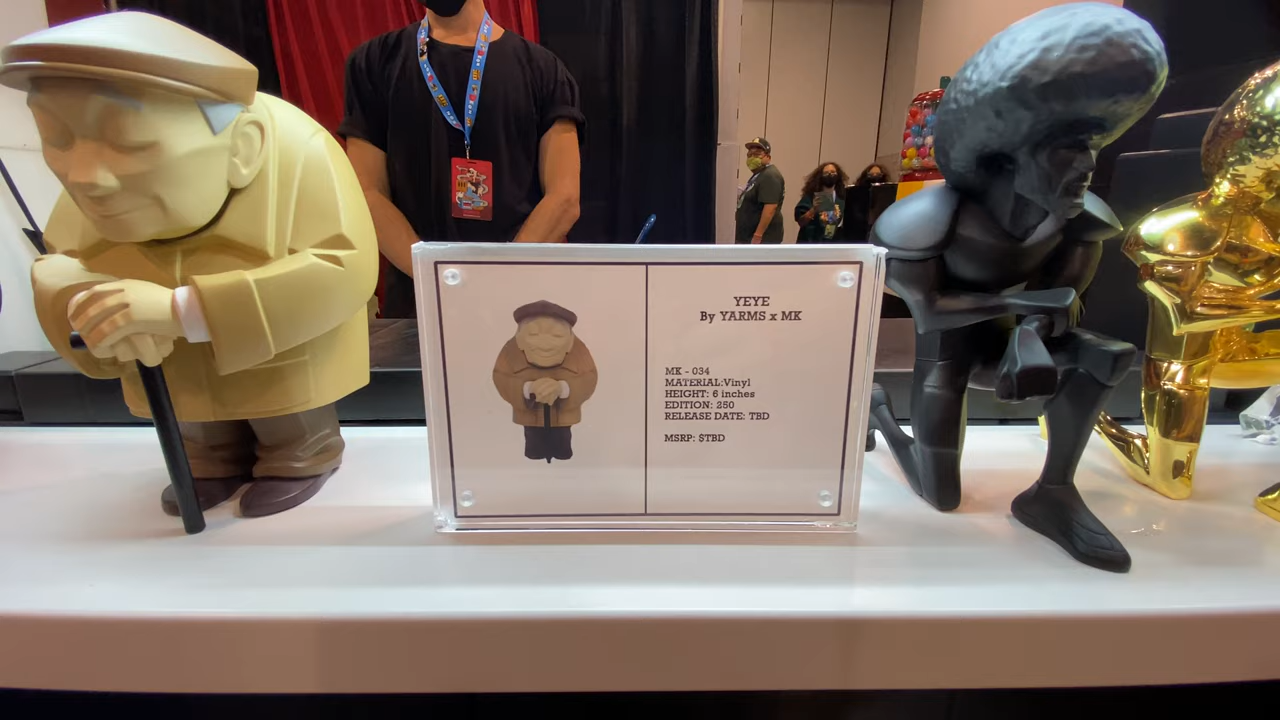 YEYE
By YARMS x MK
MK - 034
MATERIAL:Vinyl
HEIGHT: 6 inches
EDITION: 250
RELEASE DATE: TBD
MSRP: $TBD